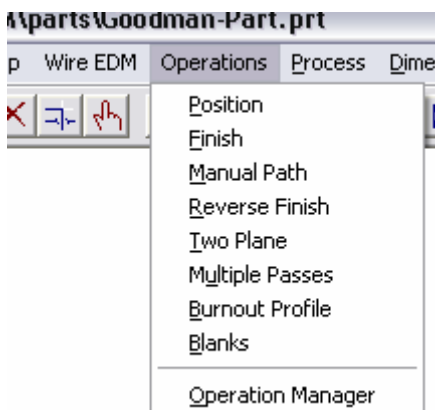 \parts\Goodman-Part.prt
p Wire EDM Operations Process Dime
Position
Finish
Manual Path
Reverse Finish
Two Plane
Multiple Passes
Burnout Profile
Blanks
Operation Manager